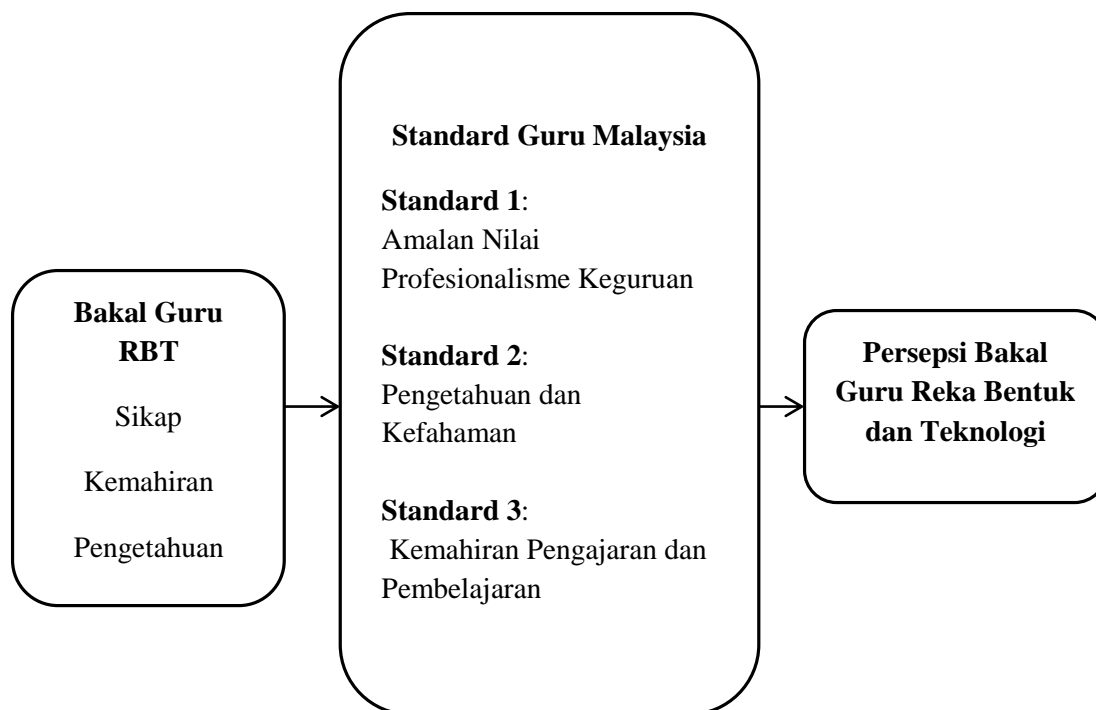 Bakal Guru
RBT
Sikap
Kemahiran
Pengetahuan
Standard Guru Malaysia
Standard 1:
Amalan Nilai
Profesionalisme Keguruan
Standard 2:
Pengetahuan dan
Kefahaman
Standard 3:
Kemahiran Pengajaran dan
Pembelajaran
Persepsi Bakal
Guru Reka Bentuk
dan Teknologi